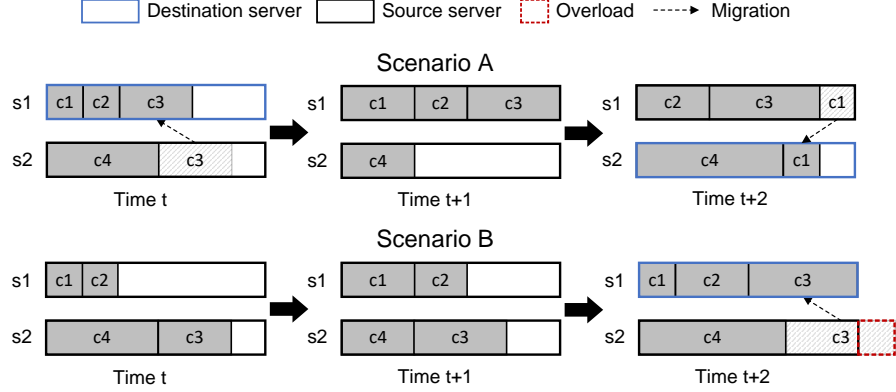 Destination server Source server Overload Migration
Scenario A
s1 c1 c2 c3 s1 c1 c2 c3 s1 c2 c3 c1
s2 c4 c3 s2 c4 s2 c4 c1
Time t Time t+1 Time t+2
Scenario B
s1 c1 c2 s1 c1 c2 s1 c1 c2 c3
s2 c4 c3 s2 c4 c3 s2 c4 c3
Time t Time t+1 Time t+2